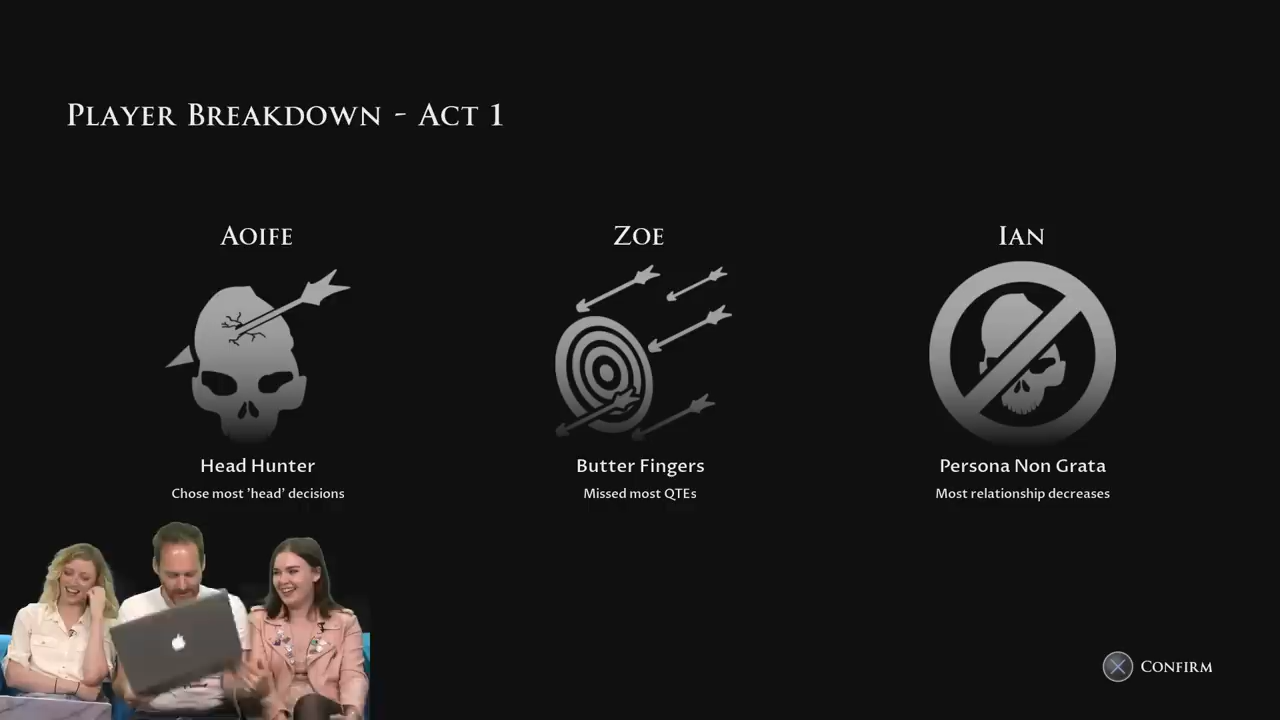 Player Breakdown - Act 1
Aoife
Zoe
Ian
Head Hunter
Butter Fingers
Persona Non Grata
Chose most 'head' decisions
Missed most QTEs
Most relationship decreases
Confirm